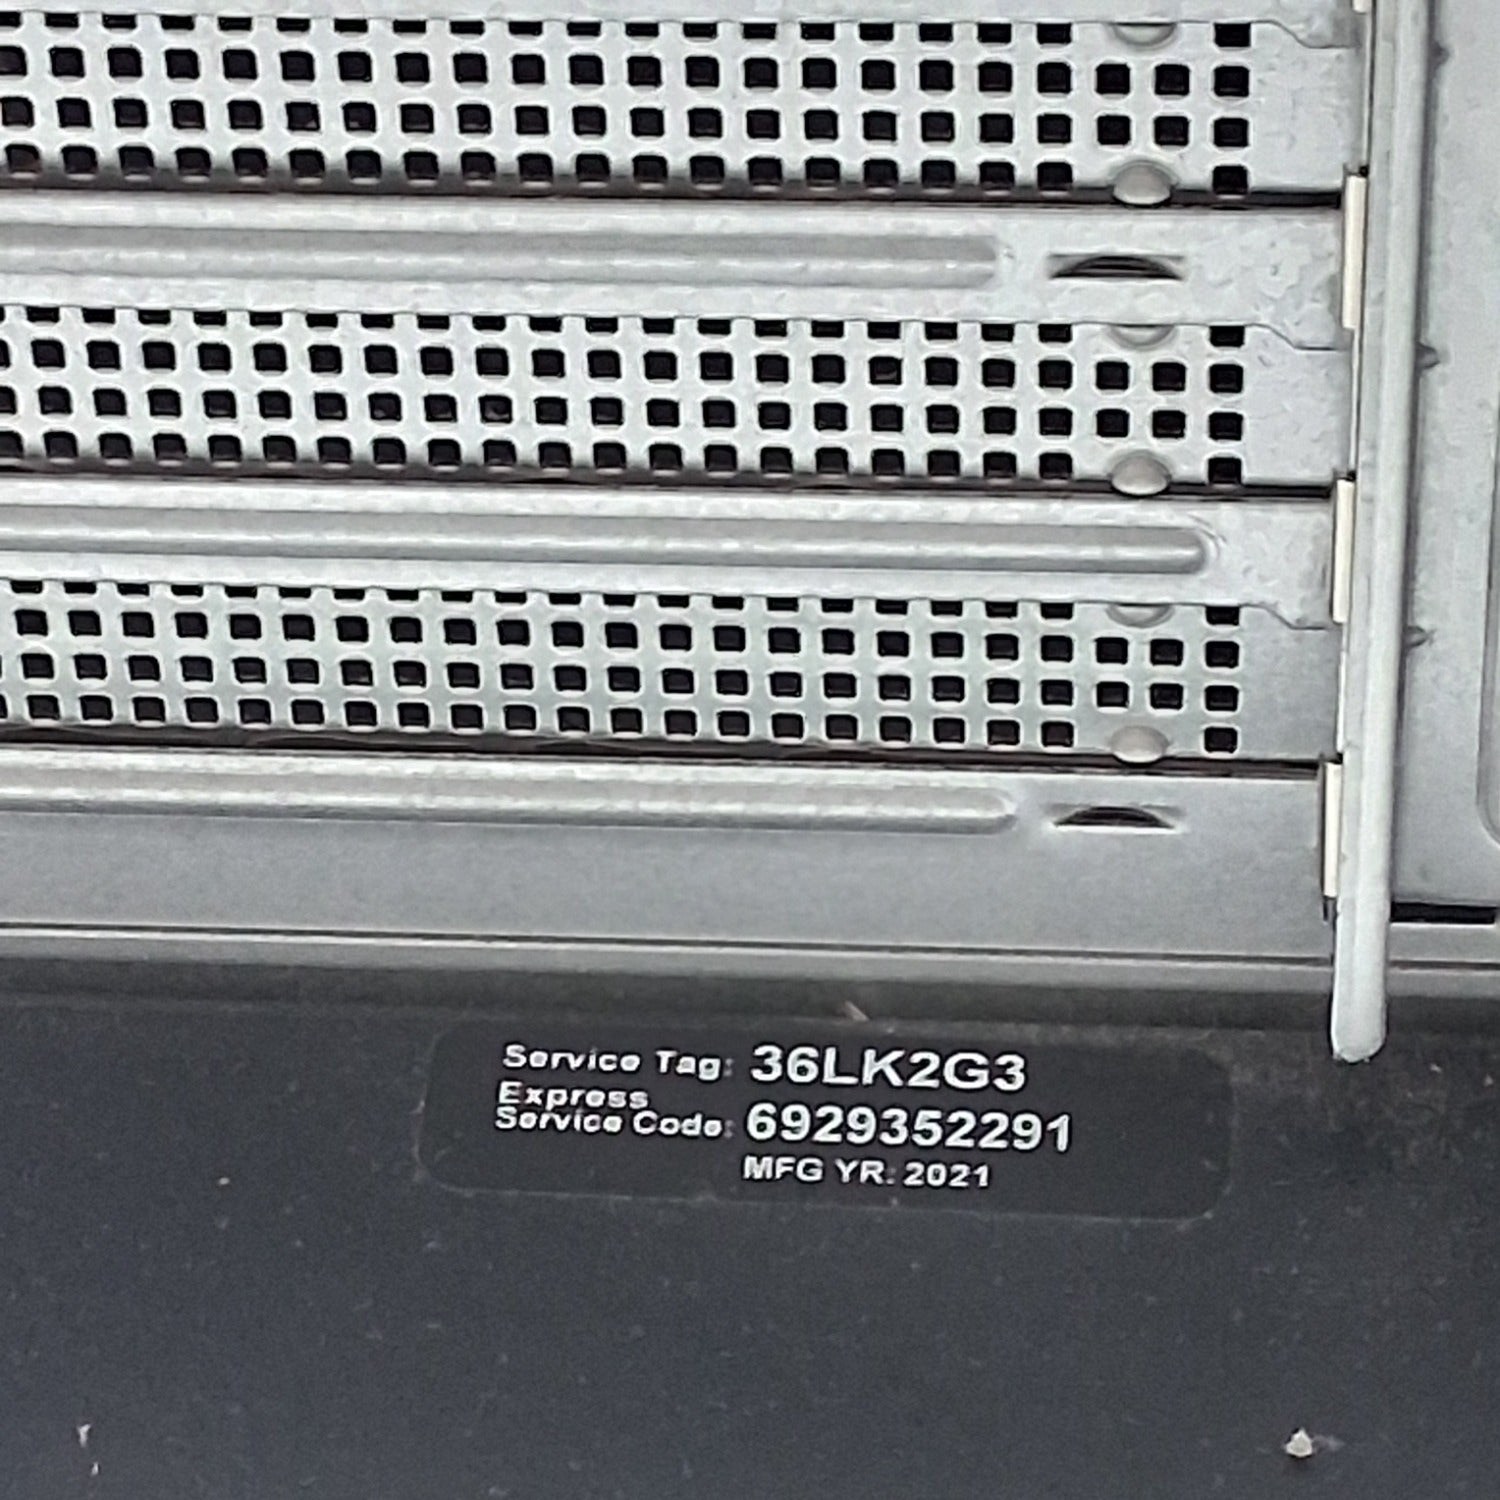 Service Tag: 36LK2G3
Express
Service Code: 6929352291
MFG YR: 2021